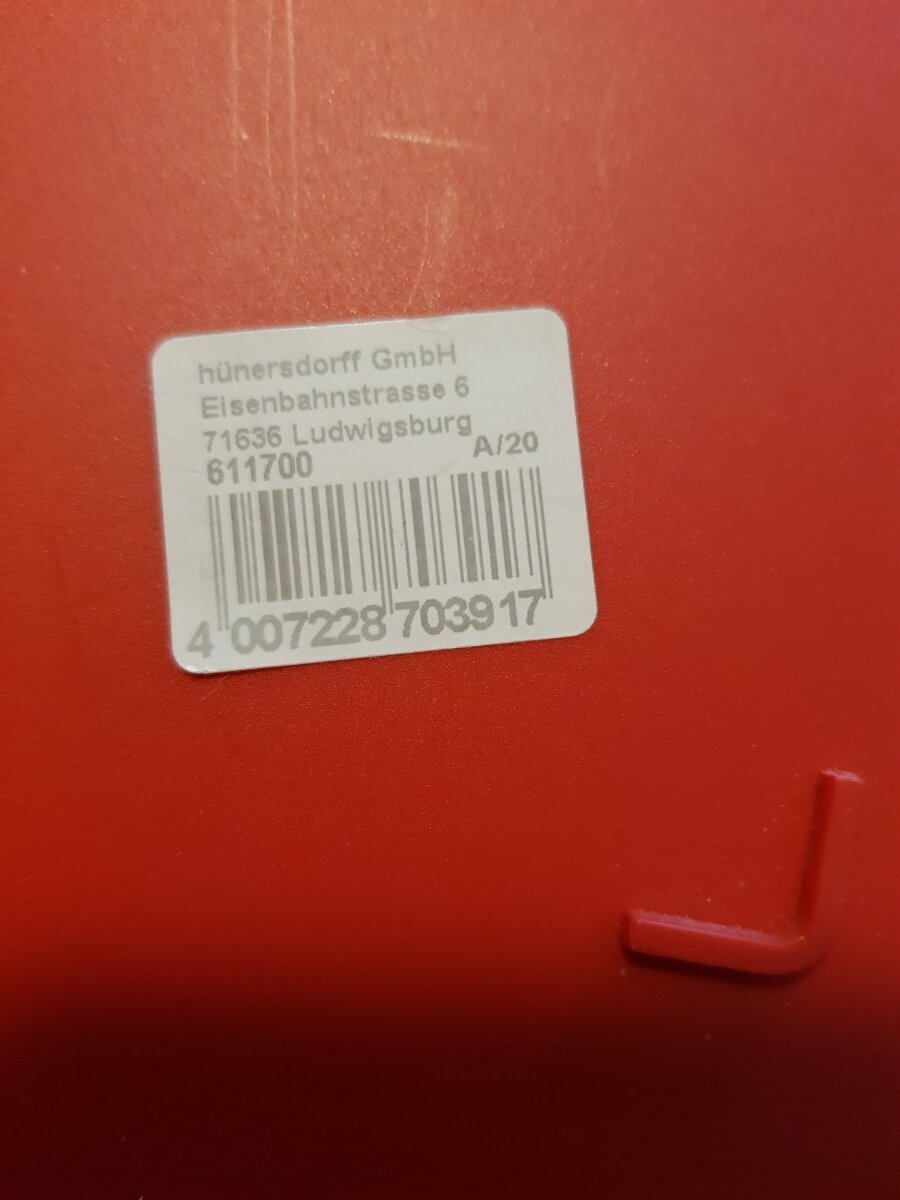 hünersdorff GmbH
Eisenbahnstrasse 6
71636 Ludwigsburg
611700 A/20
4 007228 703917